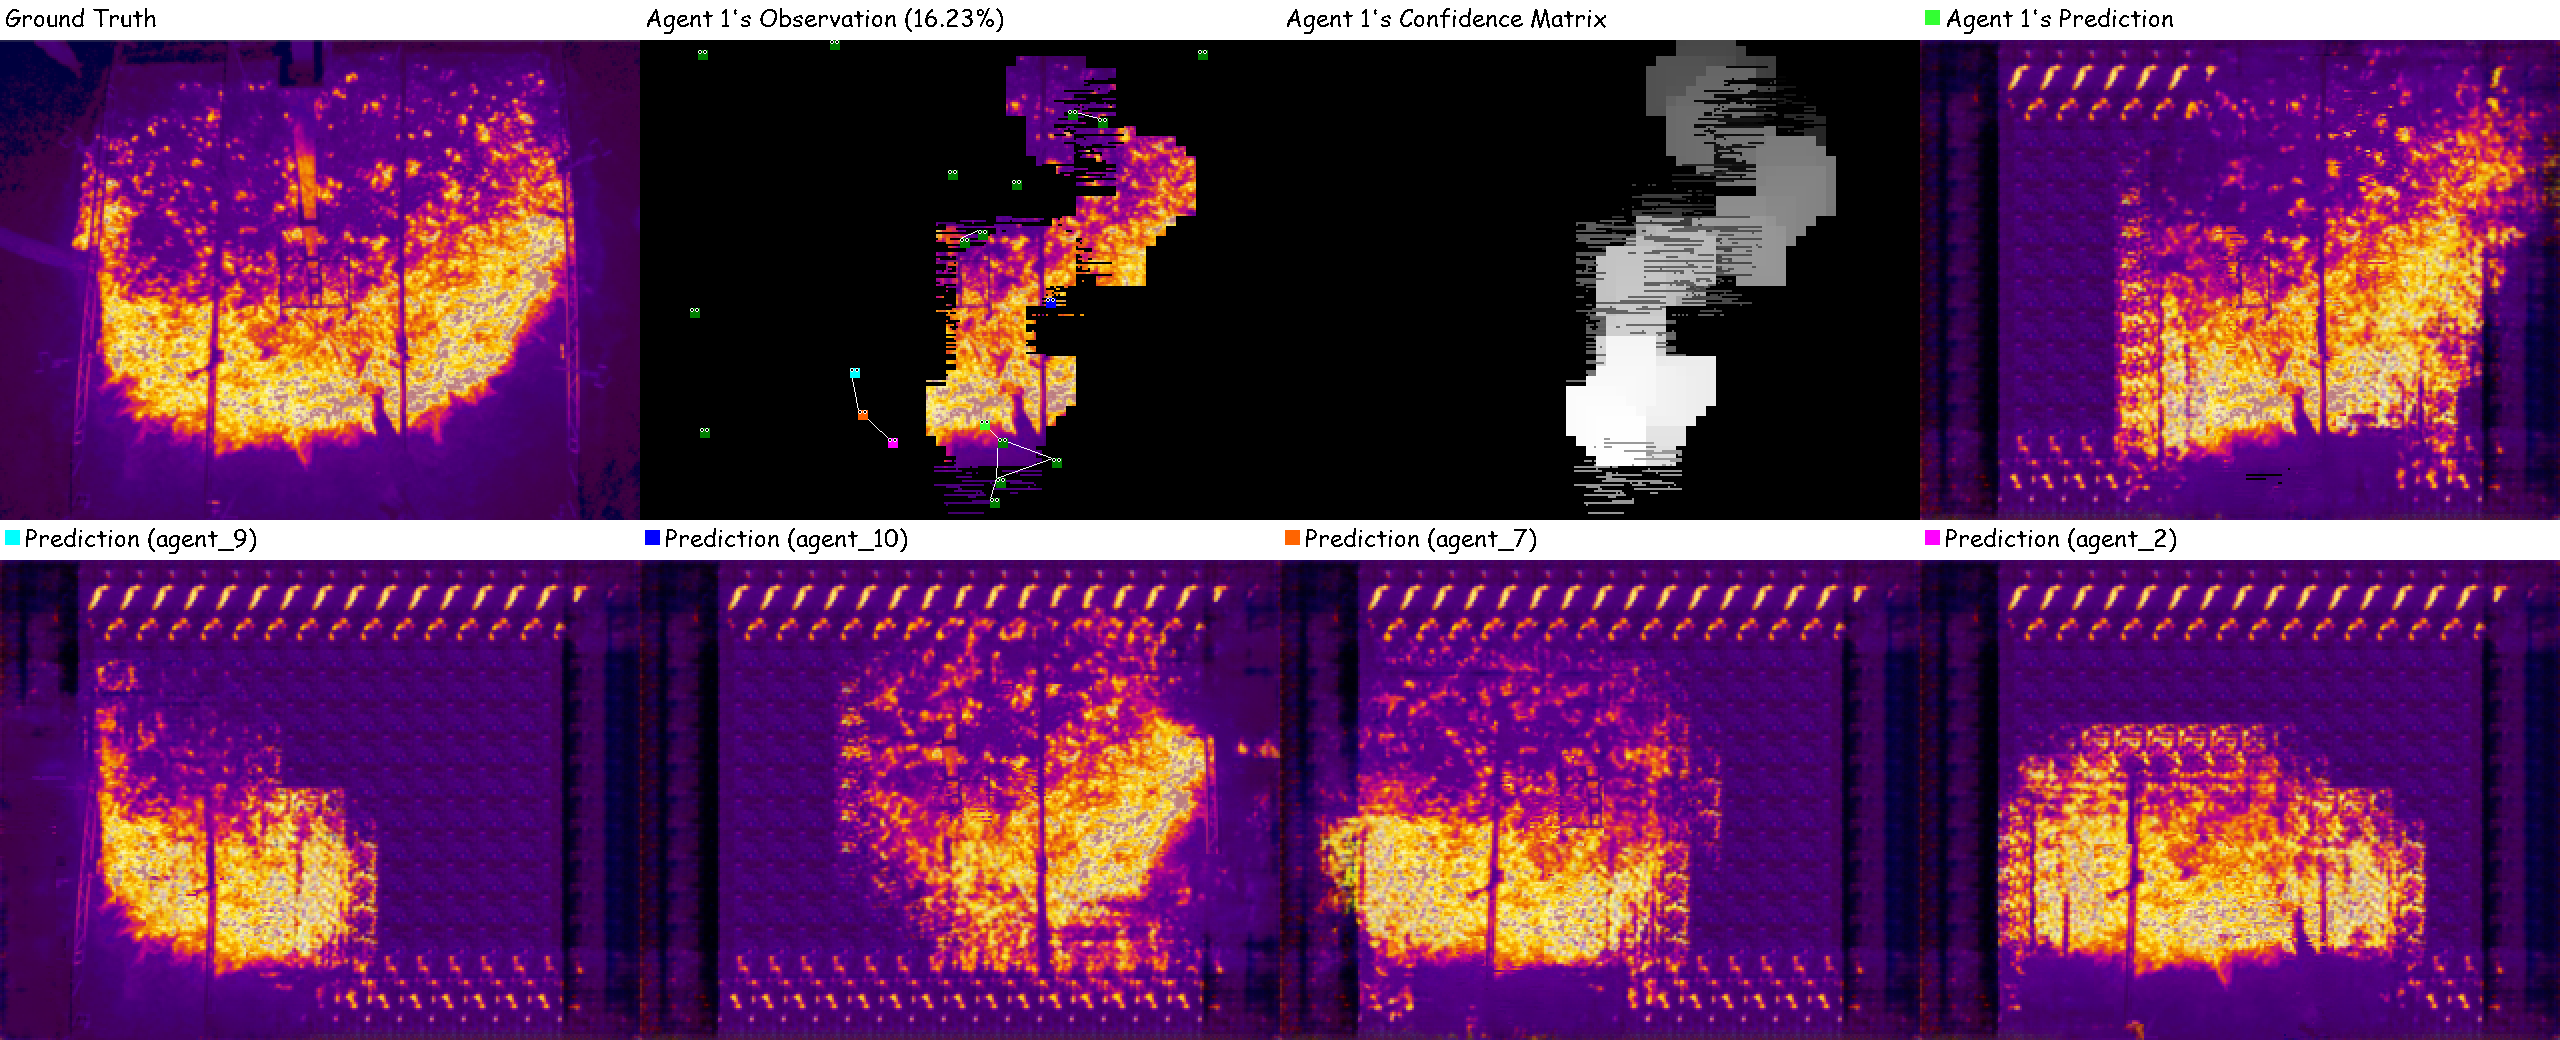 Ground Truth
Agent 1's Observation (16.23%)
Agent 1's Confidence Matrix
Agent 1's Prediction
Prediction (agent_9)
Prediction (agent_10)
Prediction (agent_7)
Prediction (agent_2)